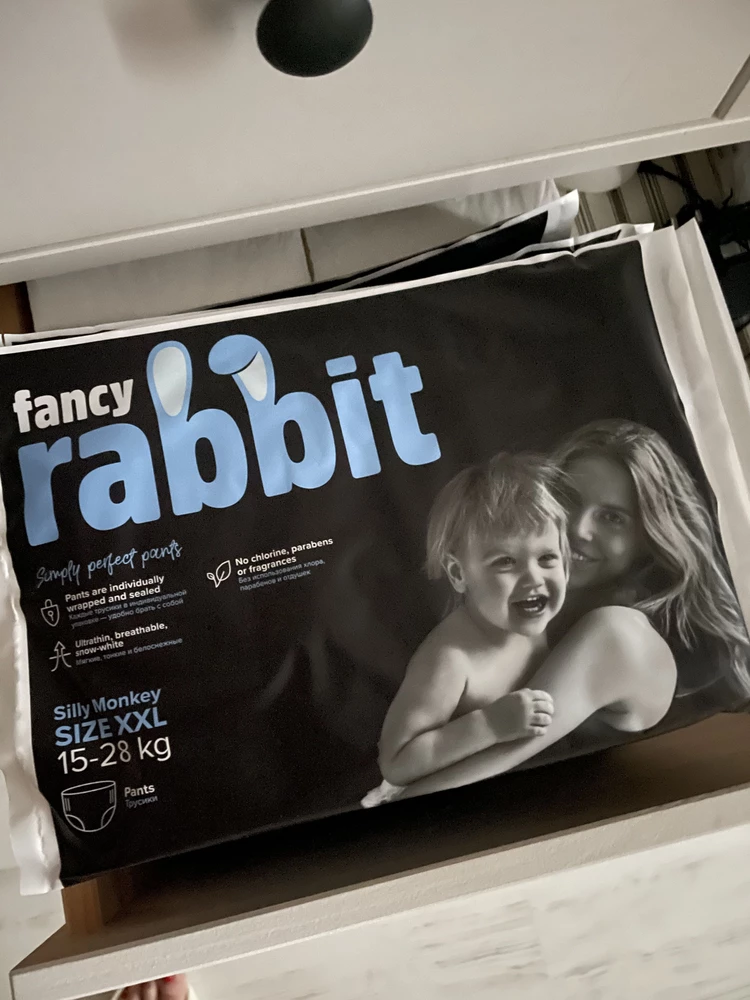 fancy
rabbit
Simply perfect pants
Pants are individually
wrapped and sealed
Каждые трусики в индивидуальной
упаковке — удобно брать с собой
No chlorine, parabens
or fragrances
Без использования хлора,
парабенов и отдушек
Ultrathin, breathable,
snow-white
Мягкие, тонкие и белоснежные
Silly Monkey
SIZE XXL
15-28 kg
Pants
Трусики